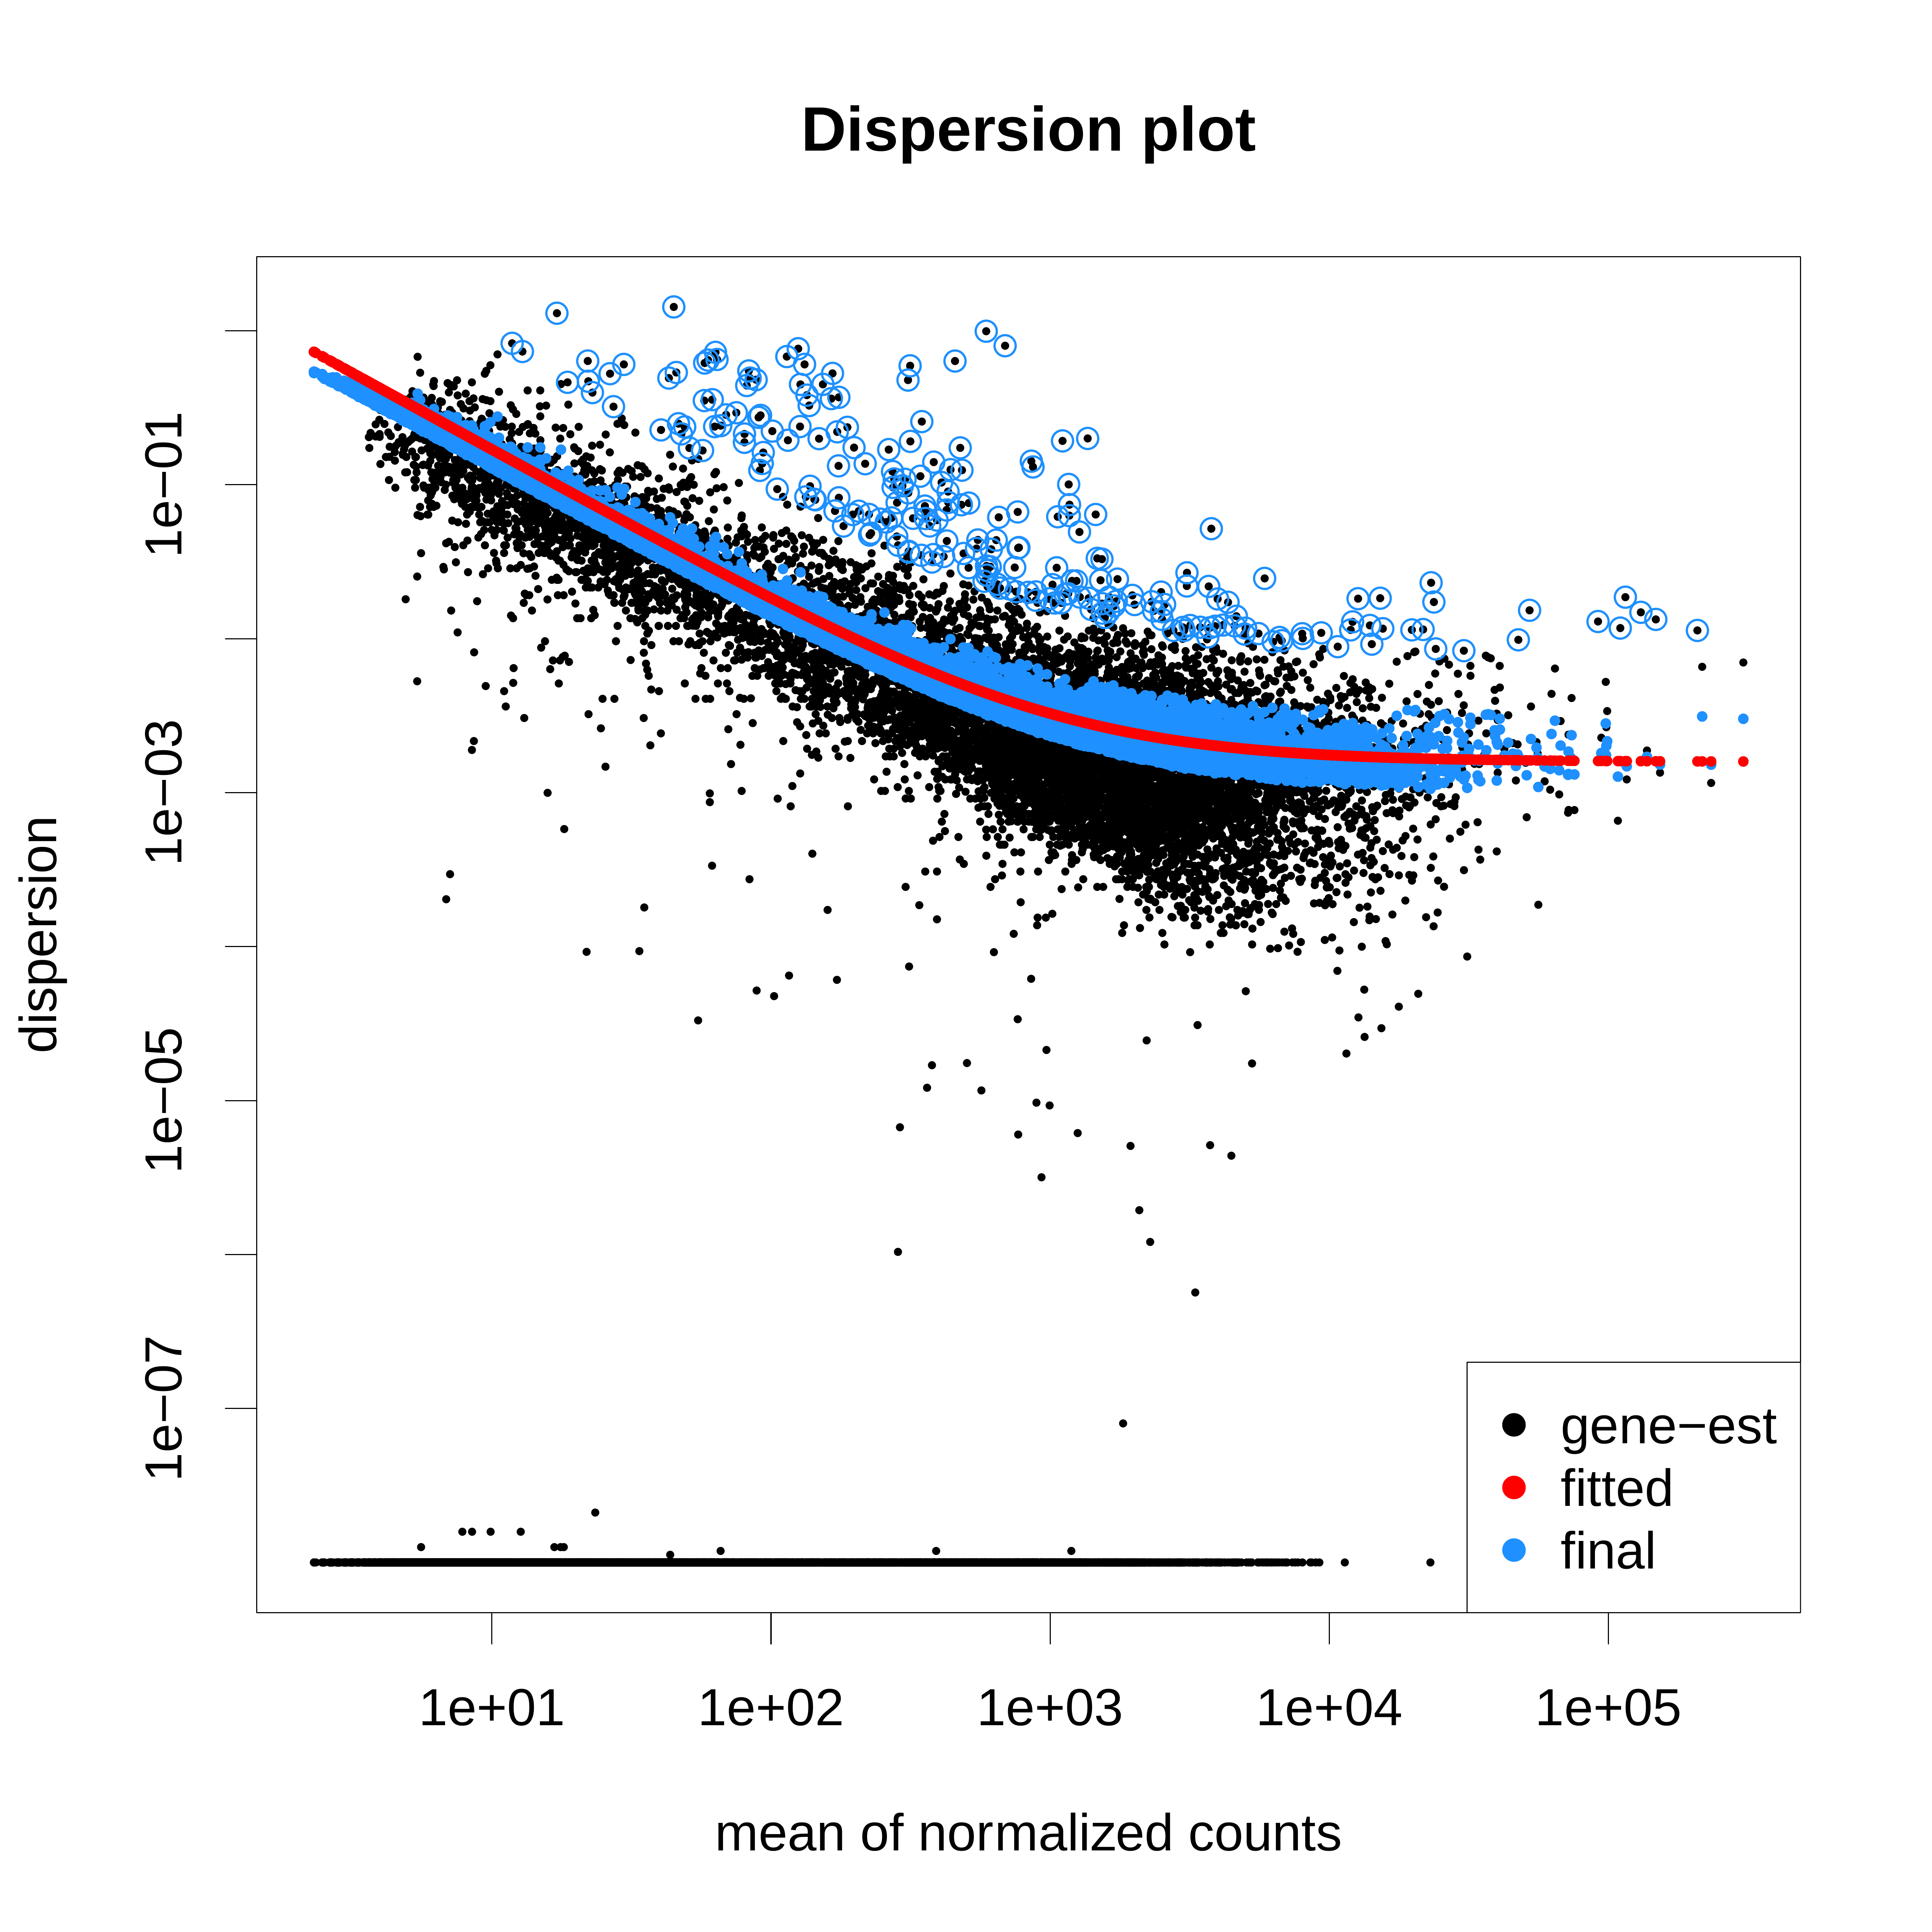 Dispersion plot
dispersion
1e−01
1e−03
1e−05
1e−07
gene−est
fitted
final
1e+01 1e+02 1e+03 1e+04 1e+05
mean of normalized counts